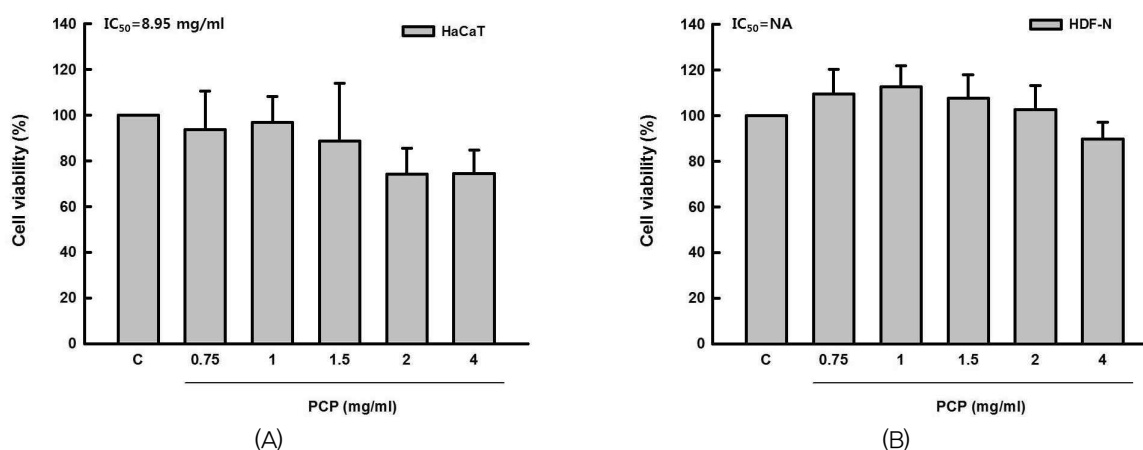 IC50=8.95 mg/ml
HaCaT
Cell viability (%)
140
120
100
80
60
40
20
0
C 0.75 1 1.5 2 4
PCP (mg/ml)
(A)
IC50=NA
HDF-N
Cell viability (%)
140
120
100
80
60
40
20
0
C 0.75 1 1.5 2 4
PCP (mg/ml)
(B)